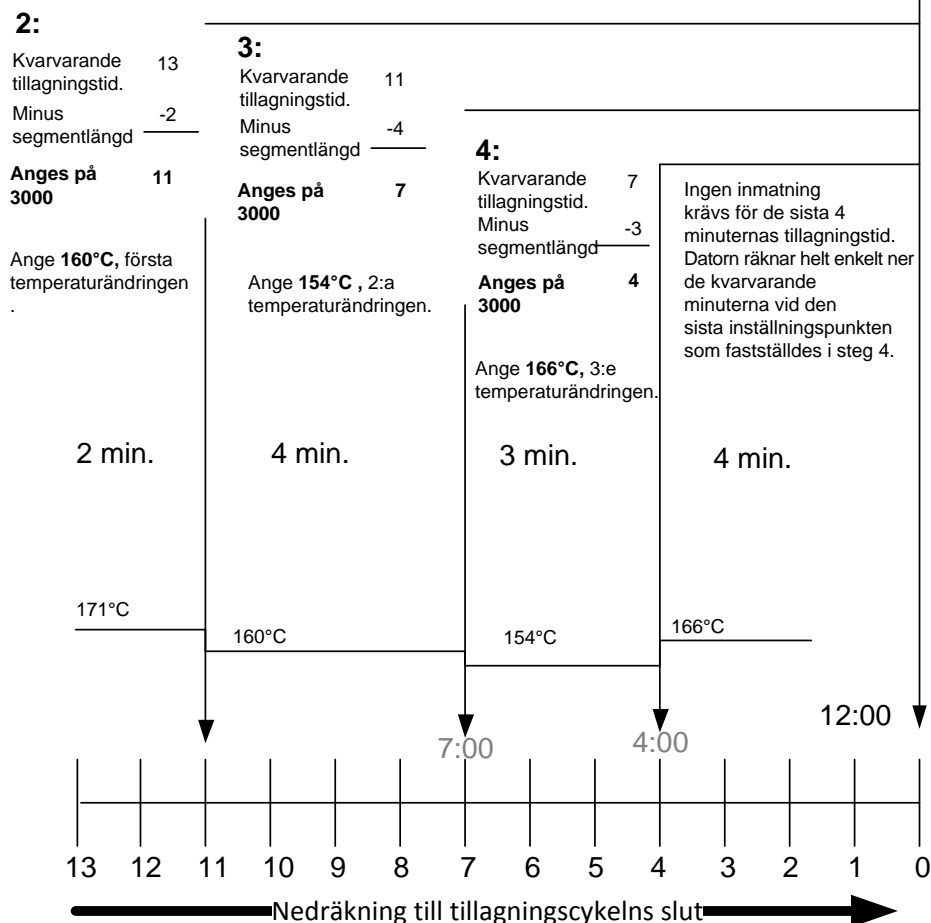 2:
Kvarvarande 13
tillagningstid.
Minus -2
segmentlängd
Anges på 11
3000
Ange 160°C, första
temperaturändringen
.
3:
Kvarvarande 11
tillagningstid.
Minus -4
segmentlängd
Anges på 7
3000
Ange 154°C , 2:a
temperaturändringen.
4:
Kvarvarande 7
tillagningstid.
Minus -3
segmentlängd
Anges på 4
3000
Ange 166°C, 3:e
temperaturändringen.
Ingen inmatning
krävs för de sista 4
minuternas tillagningstid.
Datorn räknar helt enkelt ner
de kvarvarande
minuterna vid den
sista inställningspunkten
som fastställdes i steg 4.
2 min. 4 min. 3 min. 4 min.
171°C 160°C 154°C 166°C
7:00 4:00 12:00
13 12 11 10 9 8 7 6 5 4 3 2 1 0
Nedräkning till tillagningscykelns slut